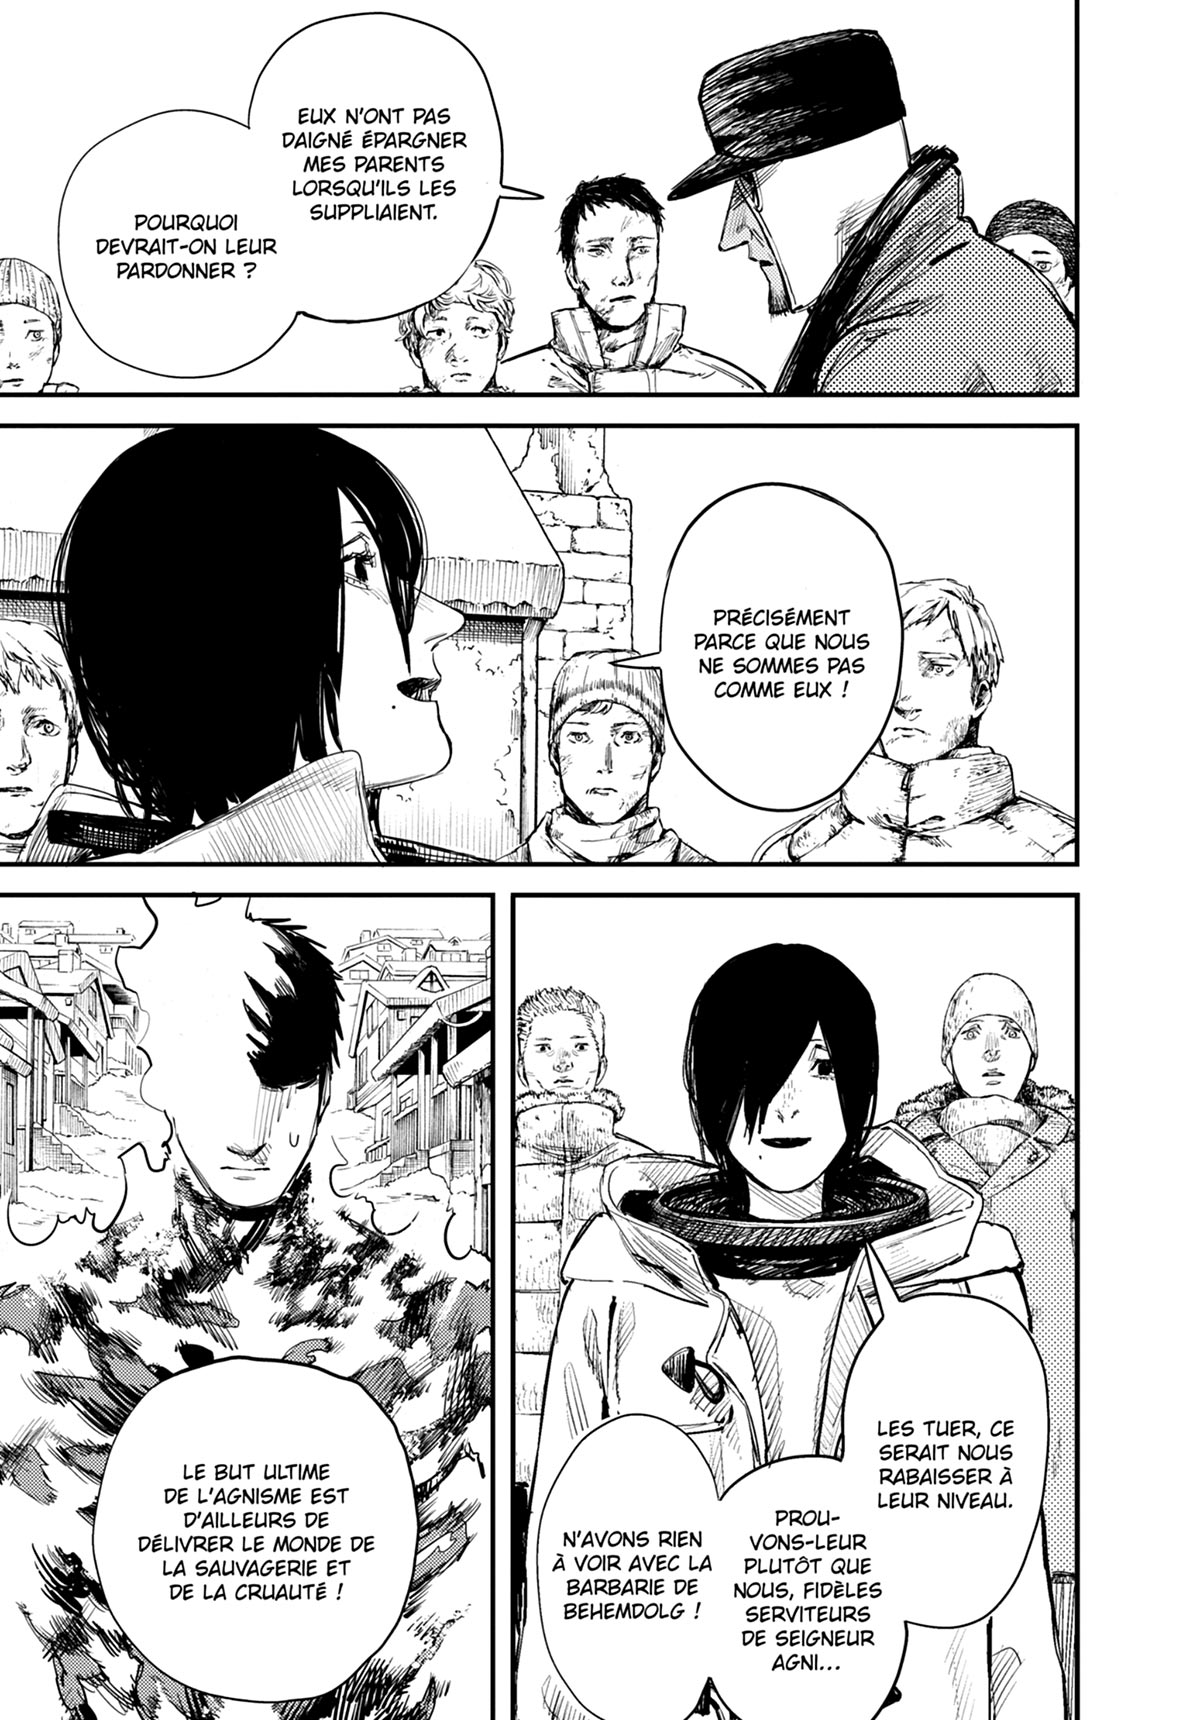 EUX N'ONT PAS
DAIGNÉ ÉPARGNER
MES PARENTS
LORSQU'ILS LES
SUPPLIAIENT.
POURQUOI
DEVRAIT-ON LEUR
PARDONNER ?
PRÉCISÉMENT
PARCE QUE NOUS
NE SOMMES PAS
COMME EUX !
LES TUER, CE
SERAIT NOUS
RABAISSER À
LEUR NIVEAU.
PROU-
VONS-LEUR
PLUTÔT QUE
NOUS, FIDÈLES
SERVITEURS
DE SEIGNEUR
AGNI...
N'AVONS RIEN
À VOIR AVEC LA
BARBARIE DE
BEHEMDOLG !
LE BUT ULTIME
DE L'AGNISME EST
D'AILLEURS DE
DÉLIVRER LE MONDE DE
LA SAUVAGERIE ET
DE LA CRUAUTÉ !